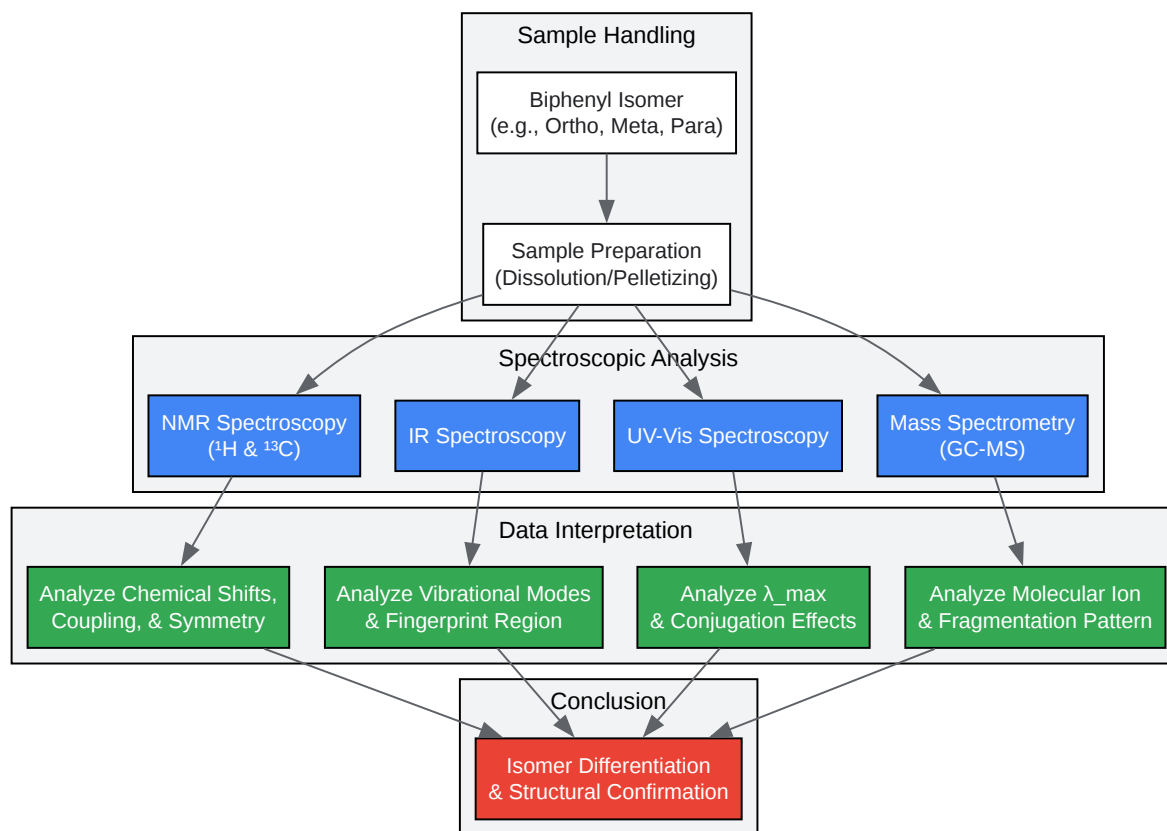 Sample Handling
Biphenyl Isomer
(e.g., Ortho, Meta, Para)
Sample Preparation
(Dissolution/Pelletizing)
Spectroscopic Analysis
NMR Spectroscopy
(¹H & ¹³C)
IR Spectroscopy
UV-Vis Spectroscopy
Mass Spectrometry
(GC-MS)
Data Interpretation
Analyze Chemical Shifts,
Coupling, & Symmetry
Analyze Vibrational Modes
& Fingerprint Region
Analyze λ_max
& Conjugation Effects
Analyze Molecular Ion
& Fragmentation Pattern
Conclusion
Isomer Differentiation
& Structural Confirmation